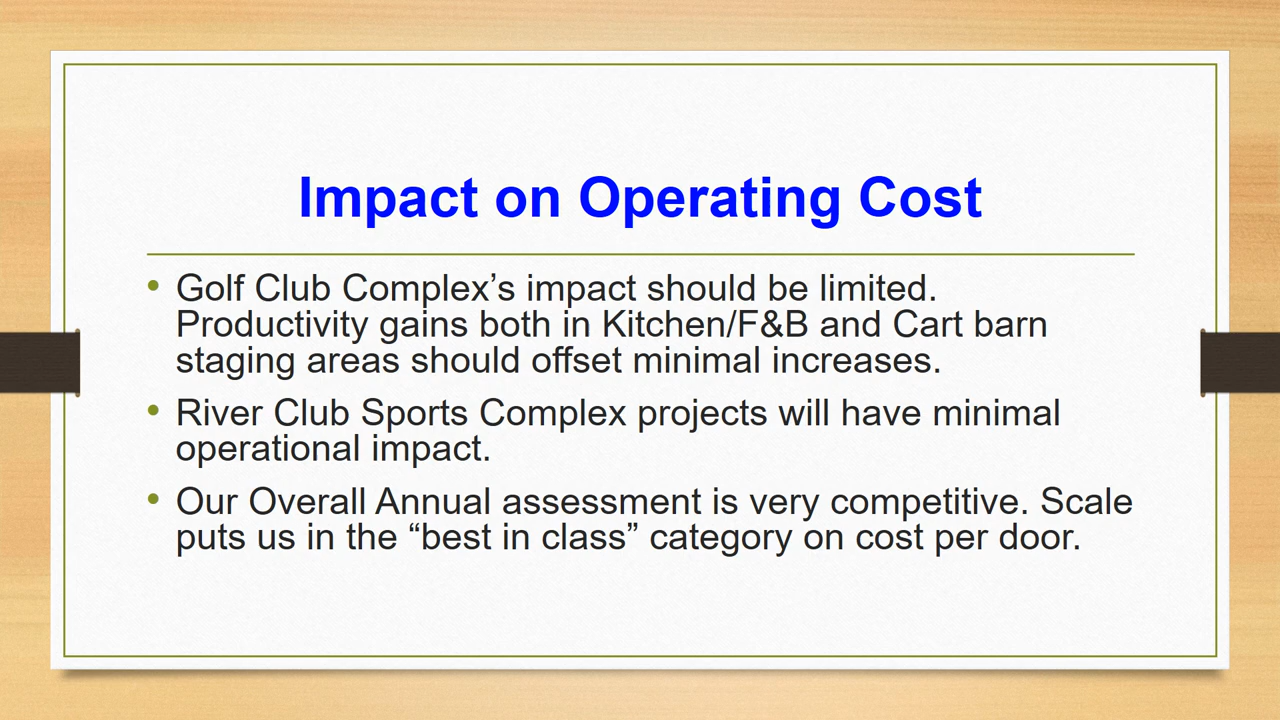 Impact on Operating Cost
• Golf Club Complex’s impact should be limited.
Productivity gains both in Kitchen/F&B and Cart barn
staging areas should offset minimal increases.
• River Club Sports Complex projects will have minimal
operational impact.
• Our Overall Annual assessment is very competitive. Scale
puts us in the “best in class” category on cost per door.